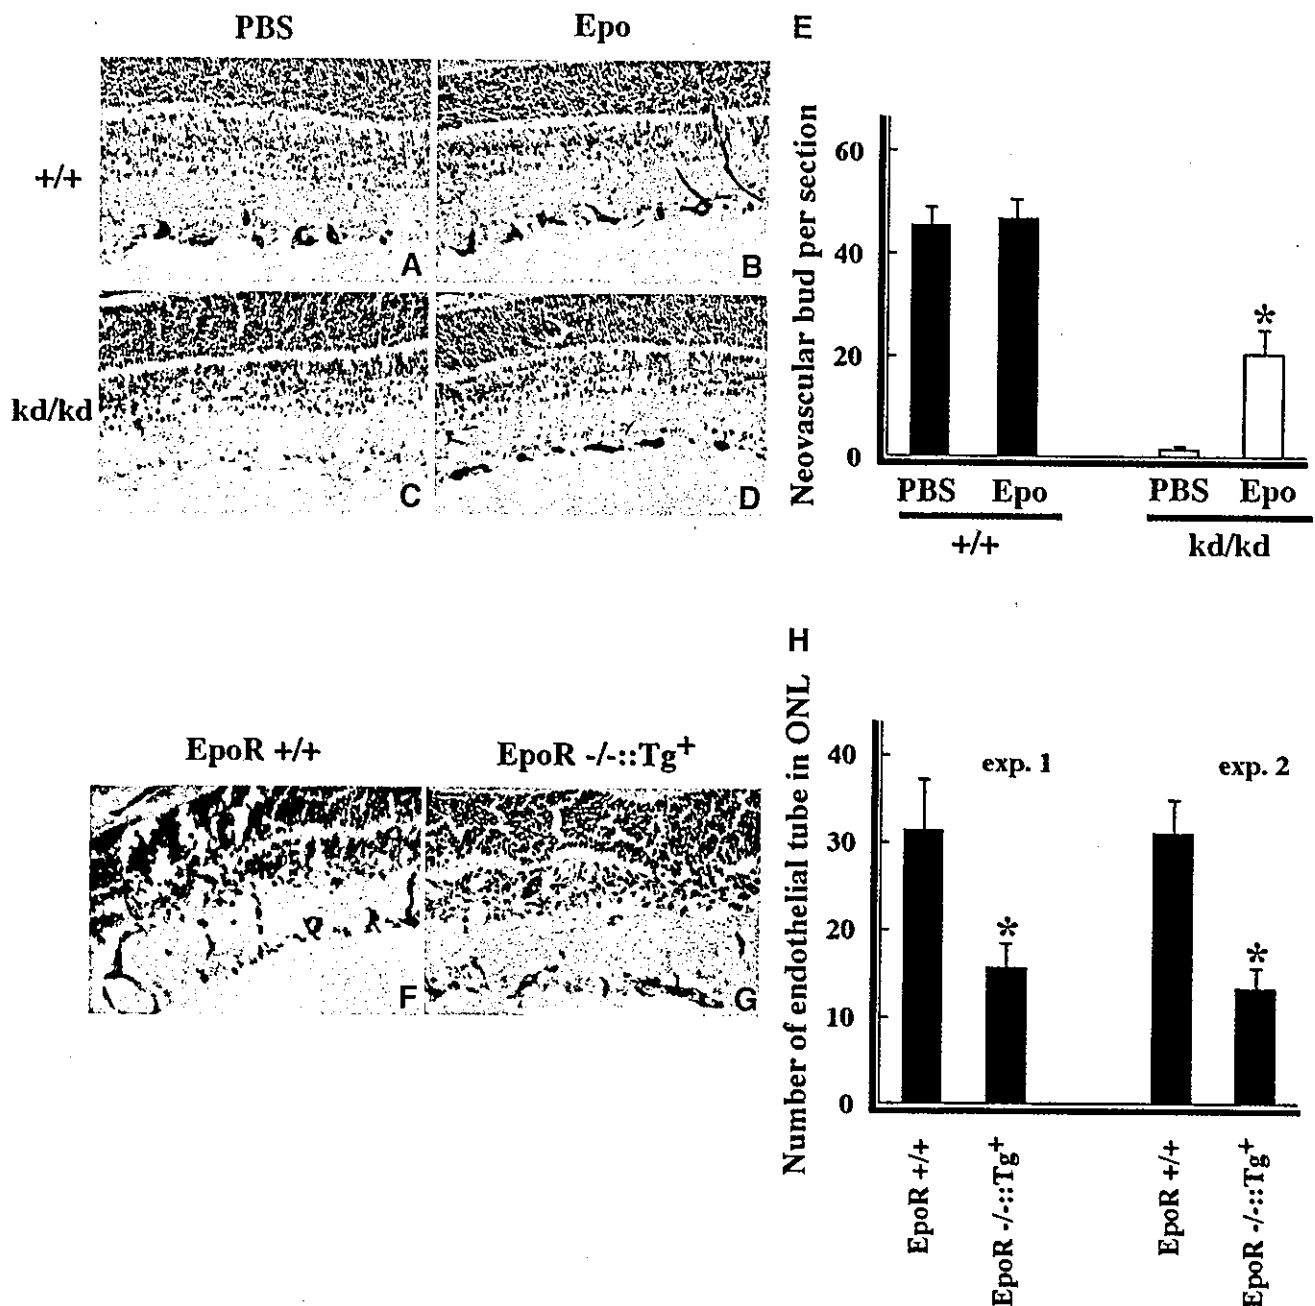 PBS
Epo
+/+
kd/kd
A
B
C
D
E
Neovascular bud per section
60
40
20
0
*
PBS
Epo
PBS
Epo
+/+
kd/kd
EpoR +/+
EpoR -/-::Tg+
F
G
H
Number of endothelial tube in ONL
40
30
20
10
0
exp. 1
exp. 2
*
*
EpoR +/+
EpoR -/-::Tg+
EpoR +/+
EpoR -/-::Tg+